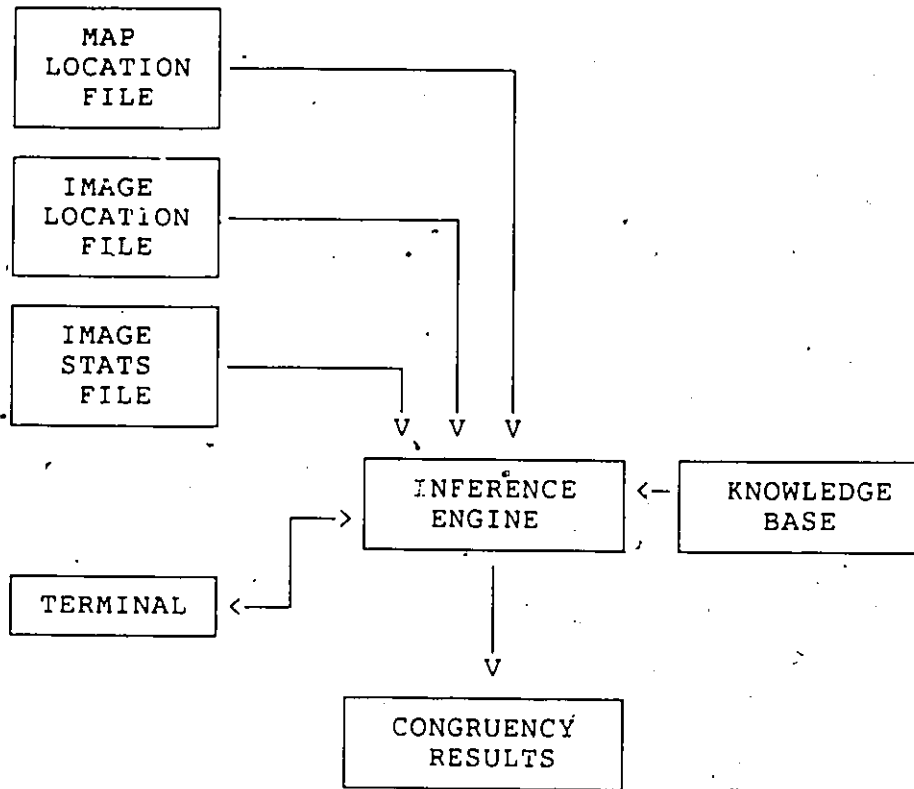 MAP
LOCATION
FILE
IMAGE
LOCATION
FILE
IMAGE
STATS
FILE
INFERENCE
ENGINE
KNOWLEDGE
BASE
TERMINAL
CONGRUENCY
RESULTS